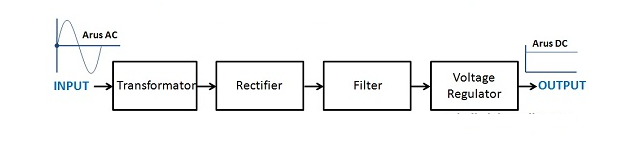 Arus AC
Arus DC
INPUT
Transformator
Rectifier
Filter
Voltage
Regulator
OUTPUT